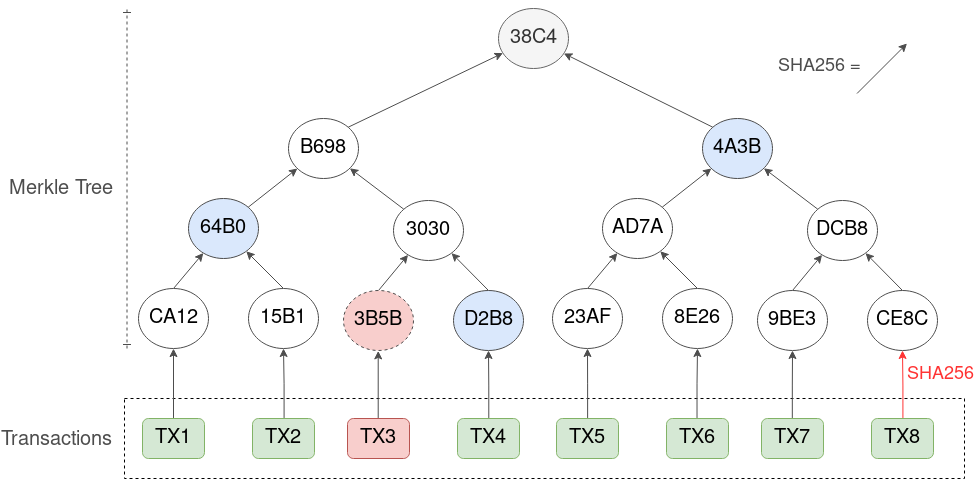 38C4
SHA256 =
B698
4A3B
Merkle Tree
64B0
3030
AD7A
DCB8
CA12
15B1
3B5B
D2B8
23AF
8E26
9BE3
CE8C
SHA256
Transactions
TX1
TX2
TX3
TX4
TX5
TX6
TX7
TX8